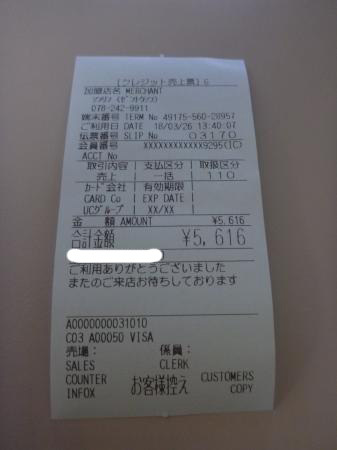 [クレジット売上票] G
加盟店名 MERCHANT
078-242-9911
端末番号 TERM No 49175-560-28957
ご利用日 DATE 18/03/26 13:40:07
伝票番号 SLIP No 03170
会員番号 XXXXXXXXXXXX9295(IC)
ACCT No
取引内容 支払区分 取扱区分
売上 一括 110
カード会社 有効期限
CARD Co EXP DATE
UCグループ XX/XX
金 額 AMOUNT ¥5,616
合計金額 ¥5,616
ご利用ありがとうございました
またのご来店お待ちしております
A0000000031010
C03 A00050 VISA
売場: 係員:
SALES CLERK
COUNTER お客様控え CUSTOMERS
INFOX COPY